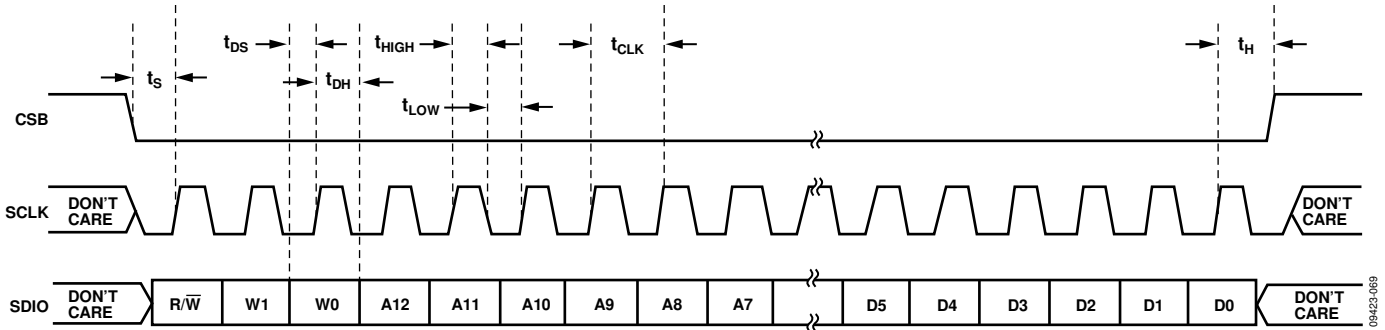 tDS tHIGH tCLK tH
tS tDH
tLOW
CSB
SCLK DON'T CARE DON'T CARE
SDIO DON'T CARE R/W̅ W1 W0 A12 A11 A10 A9 A8 A7 D5 D4 D3 D2 D1 D0 DON'T CARE
09423-069